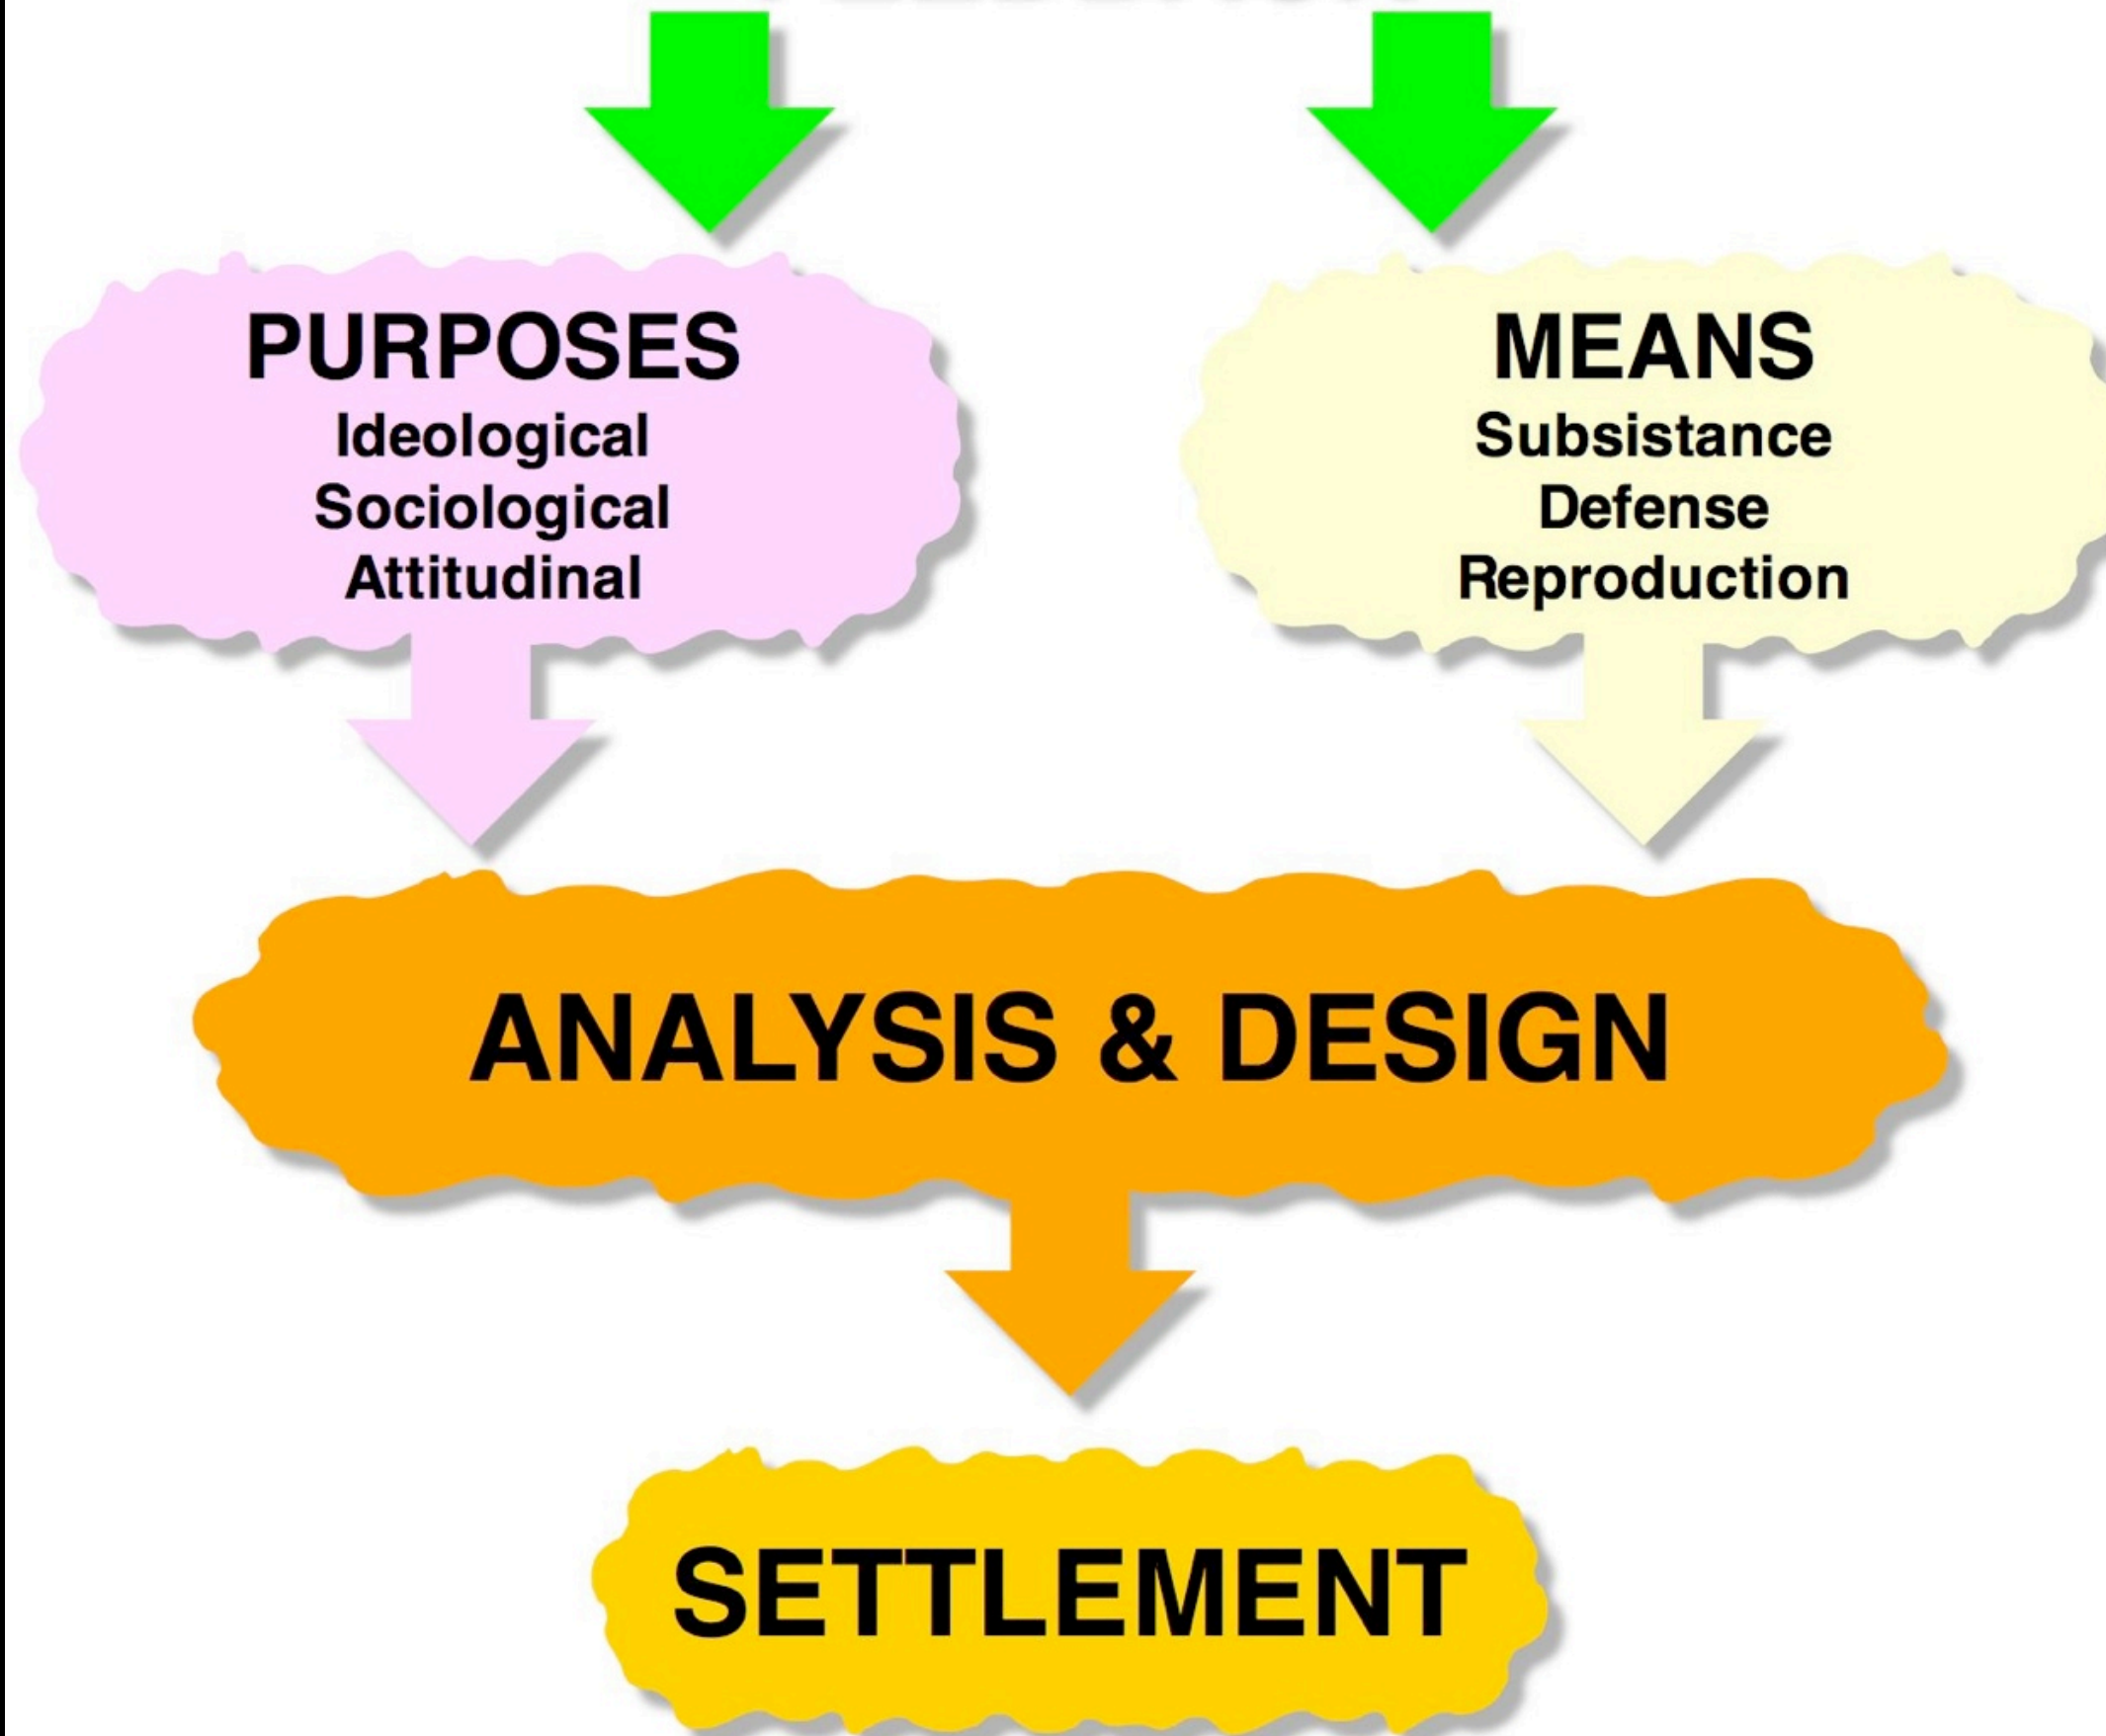 PURPOSES
Ideological
Sociological
Attitudinal
MEANS
Subsistance
Defense
Reproduction
ANALYSIS & DESIGN
SETTLEMENT